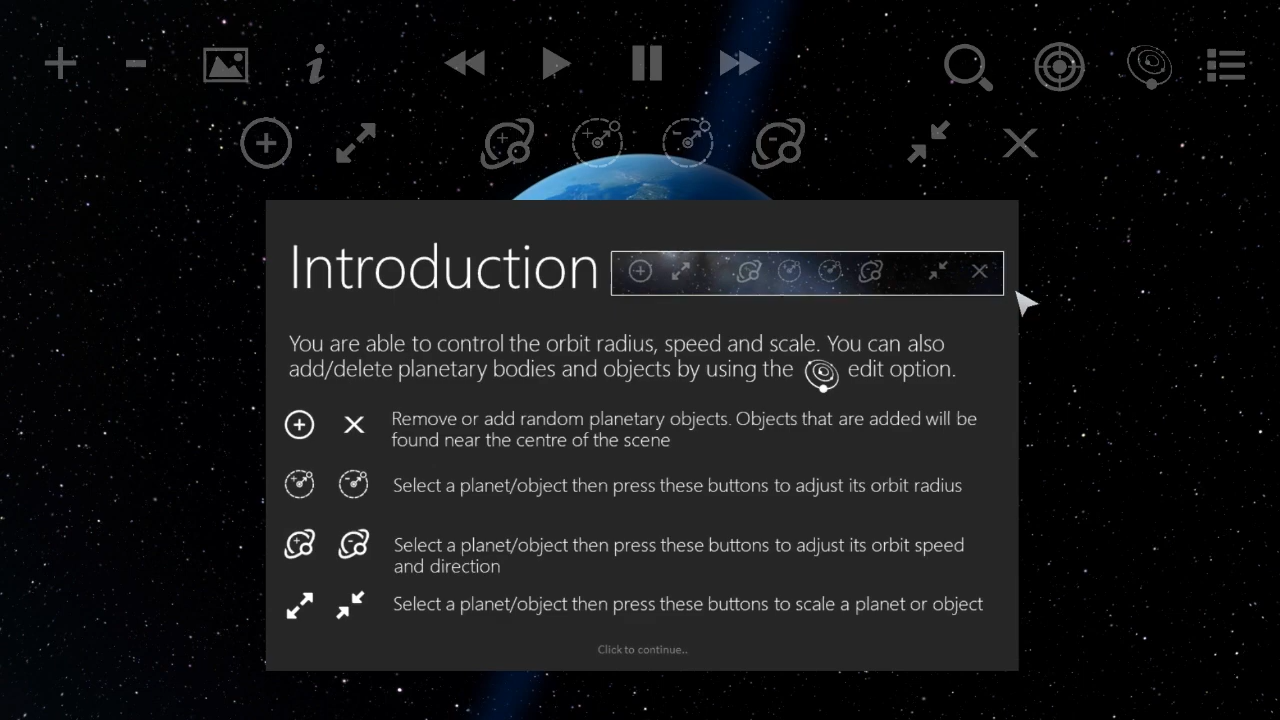 Introduction
You are able to control the orbit radius, speed and scale. You can also
add/delete planetary bodies and objects by using the edit option.
Remove or add random planetary objects. Objects that are added will be
found near the centre of the scene
Select a planet/object then press these buttons to adjust its orbit radius
Select a planet/object then press these buttons to adjust its orbit speed
and direction
Select a planet/object then press these buttons to scale a planet or object
Click to continue..